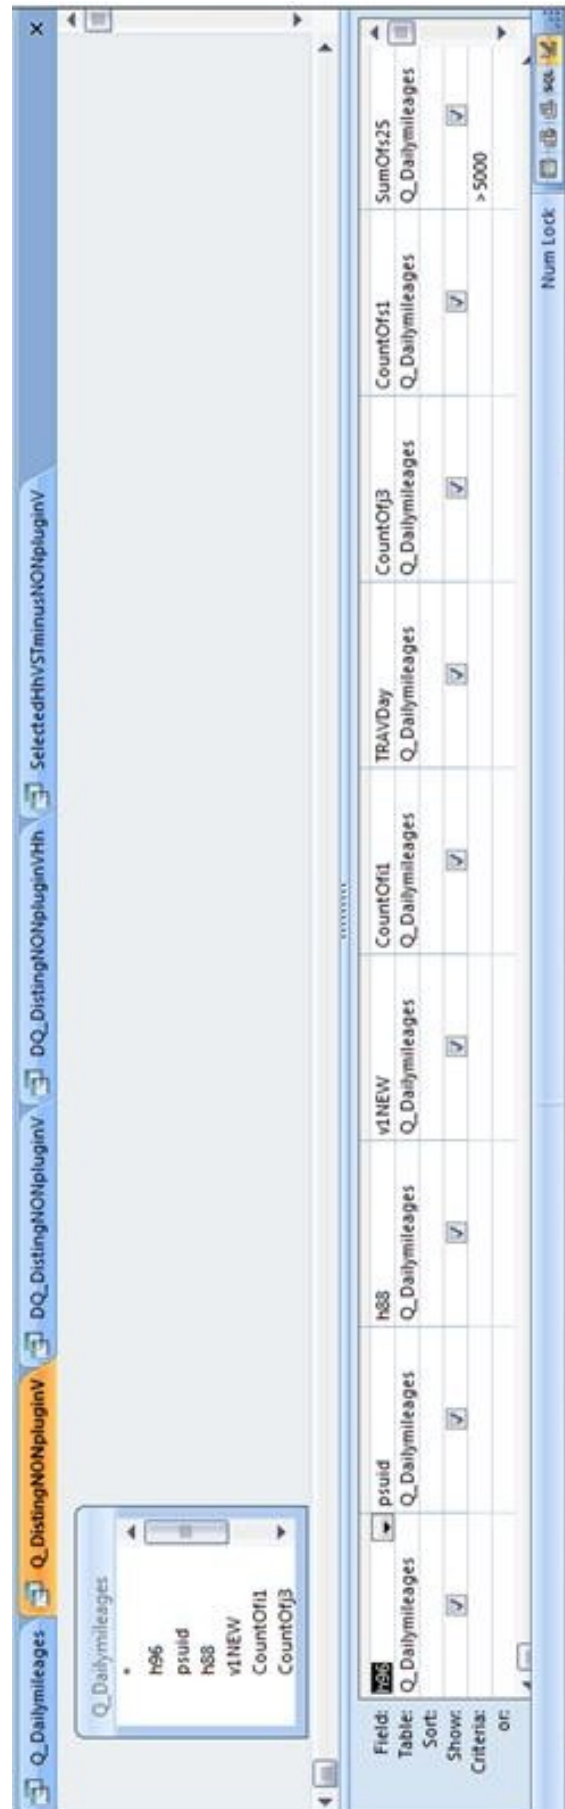 Q_Dailymileages Q_DistingNONpluginV DQ_DistingNONpluginV DQ_DistingNONpluginVHh SelectedHhVSTminusNONpluginV
Q_Dailymileages
*
h96
psuid
h88
v1NEW
CountOfi1
CountOfj3
Field: h96 psuid h88 v1NEW CountOfi1 TRAVDay CountOfj3 CountOfs1 SumOfs25
Table: Q_Dailymileages Q_Dailymileages Q_Dailymileages Q_Dailymileages Q_Dailymileages Q_Dailymileages Q_Dailymileages Q_Dailymileages Q_Dailymileages
Sort:
Show:
Criteria: >5000
or:
Num Lock SQL